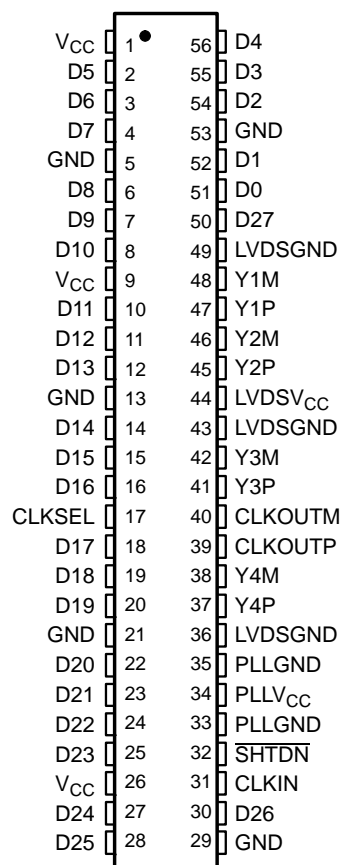 VCC 1 56 D4
D5 2 55 D3
D6 3 54 D2
D7 4 53 GND
GND 5 52 D1
D8 6 51 D0
D9 7 50 D27
D10 8 49 LVDSGND
VCC 9 48 Y1M
D11 10 47 Y1P
D12 11 46 Y2M
D13 12 45 Y2P
GND 13 44 LVDSVCC
D14 14 43 LVDSGND
D15 15 42 Y3M
D16 16 41 Y3P
CLKSEL 17 40 CLKOUTM
D17 18 39 CLKOUTP
D18 19 38 Y4M
D19 20 37 Y4P
GND 21 36 LVDSGND
D20 22 35 PLLGND
D21 23 34 PLLVCC
D22 24 33 PLLGND
D23 25 32 SHTDN
VCC 26 31 CLKIN
D24 27 30 D26
D25 28 29 GND